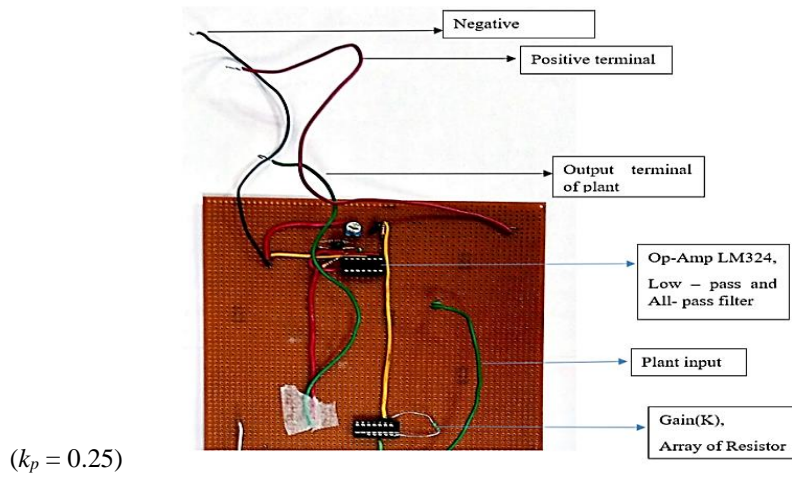 Negative
Positive terminal
Output terminal
of plant
Op-Amp LM324,
Low – pass and
All- pass filter
Plant input
Gain(K),
Array of Resistor
(kp = 0.25)